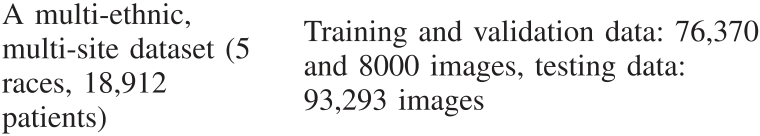 A multi-ethnic,
multi-site dataset (5
races, 18,912
patients)
Training and validation data: 76,370
and 8000 images, testing data:
93,293 images